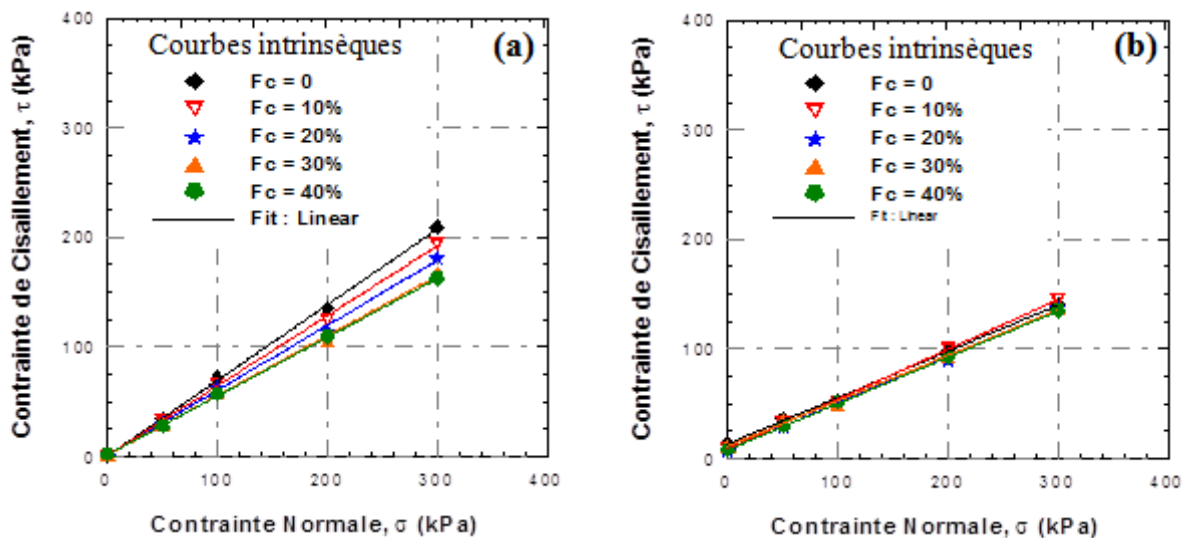 Courbes intrinsèques
(a)
Fc = 0
Fc = 10%
Fc = 20%
Fc = 30%
Fc = 40%
Fit : Linear
400
300
200
100
0
0 100 200 300 400
Contrainte de Cisaillement, τ (kPa)
Contrainte Normale, σ (kPa)
Courbes intrinsèques
(b)
Fc = 0
Fc = 10%
Fc = 20%
Fc = 30%
Fc = 40%
Fit : Linear
400
300
200
100
0
0 100 200 300 400
Contrainte de Cisaillement, τ (kPa)
Contrainte Normale, σ (kPa)